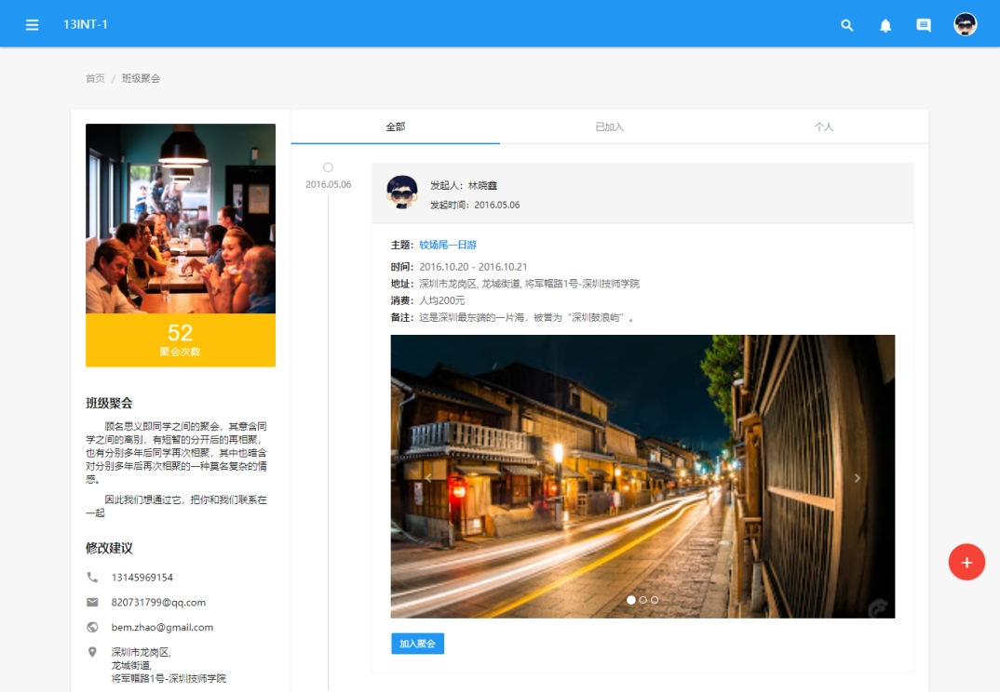 13INT-1
首页 / 班级聚会
52
聚会次数
班级聚会
顾名思义即同学之间的聚会，其意含同
学之间的离别，有短暂的分开后的再相聚，
也有分别多年后同学再次相聚，其中也暗含
对分别多年后再次相聚的一种莫名复杂的情
感。
因此我们想通过它，把你和我们联系在
一起
修改建议
13145969154
820731799@qq.com
bem.zhao@gmail.com
深圳市龙岗区,
龙城街道,
将军帽路1号-深圳技师学院
全部
已加入
个人
2016.05.06
发起人：林晓鑫
发起时间：2016.05.06
主题：较场尾一日游
时间：2016.10.20 - 2016.10.21
地址：深圳市龙岗区, 龙城街道, 将军帽路1号-深圳技师学院
消费：人均200元
备注：这是深圳最东端的一片海，被誉为“深圳鼓浪屿”。
加入聚会